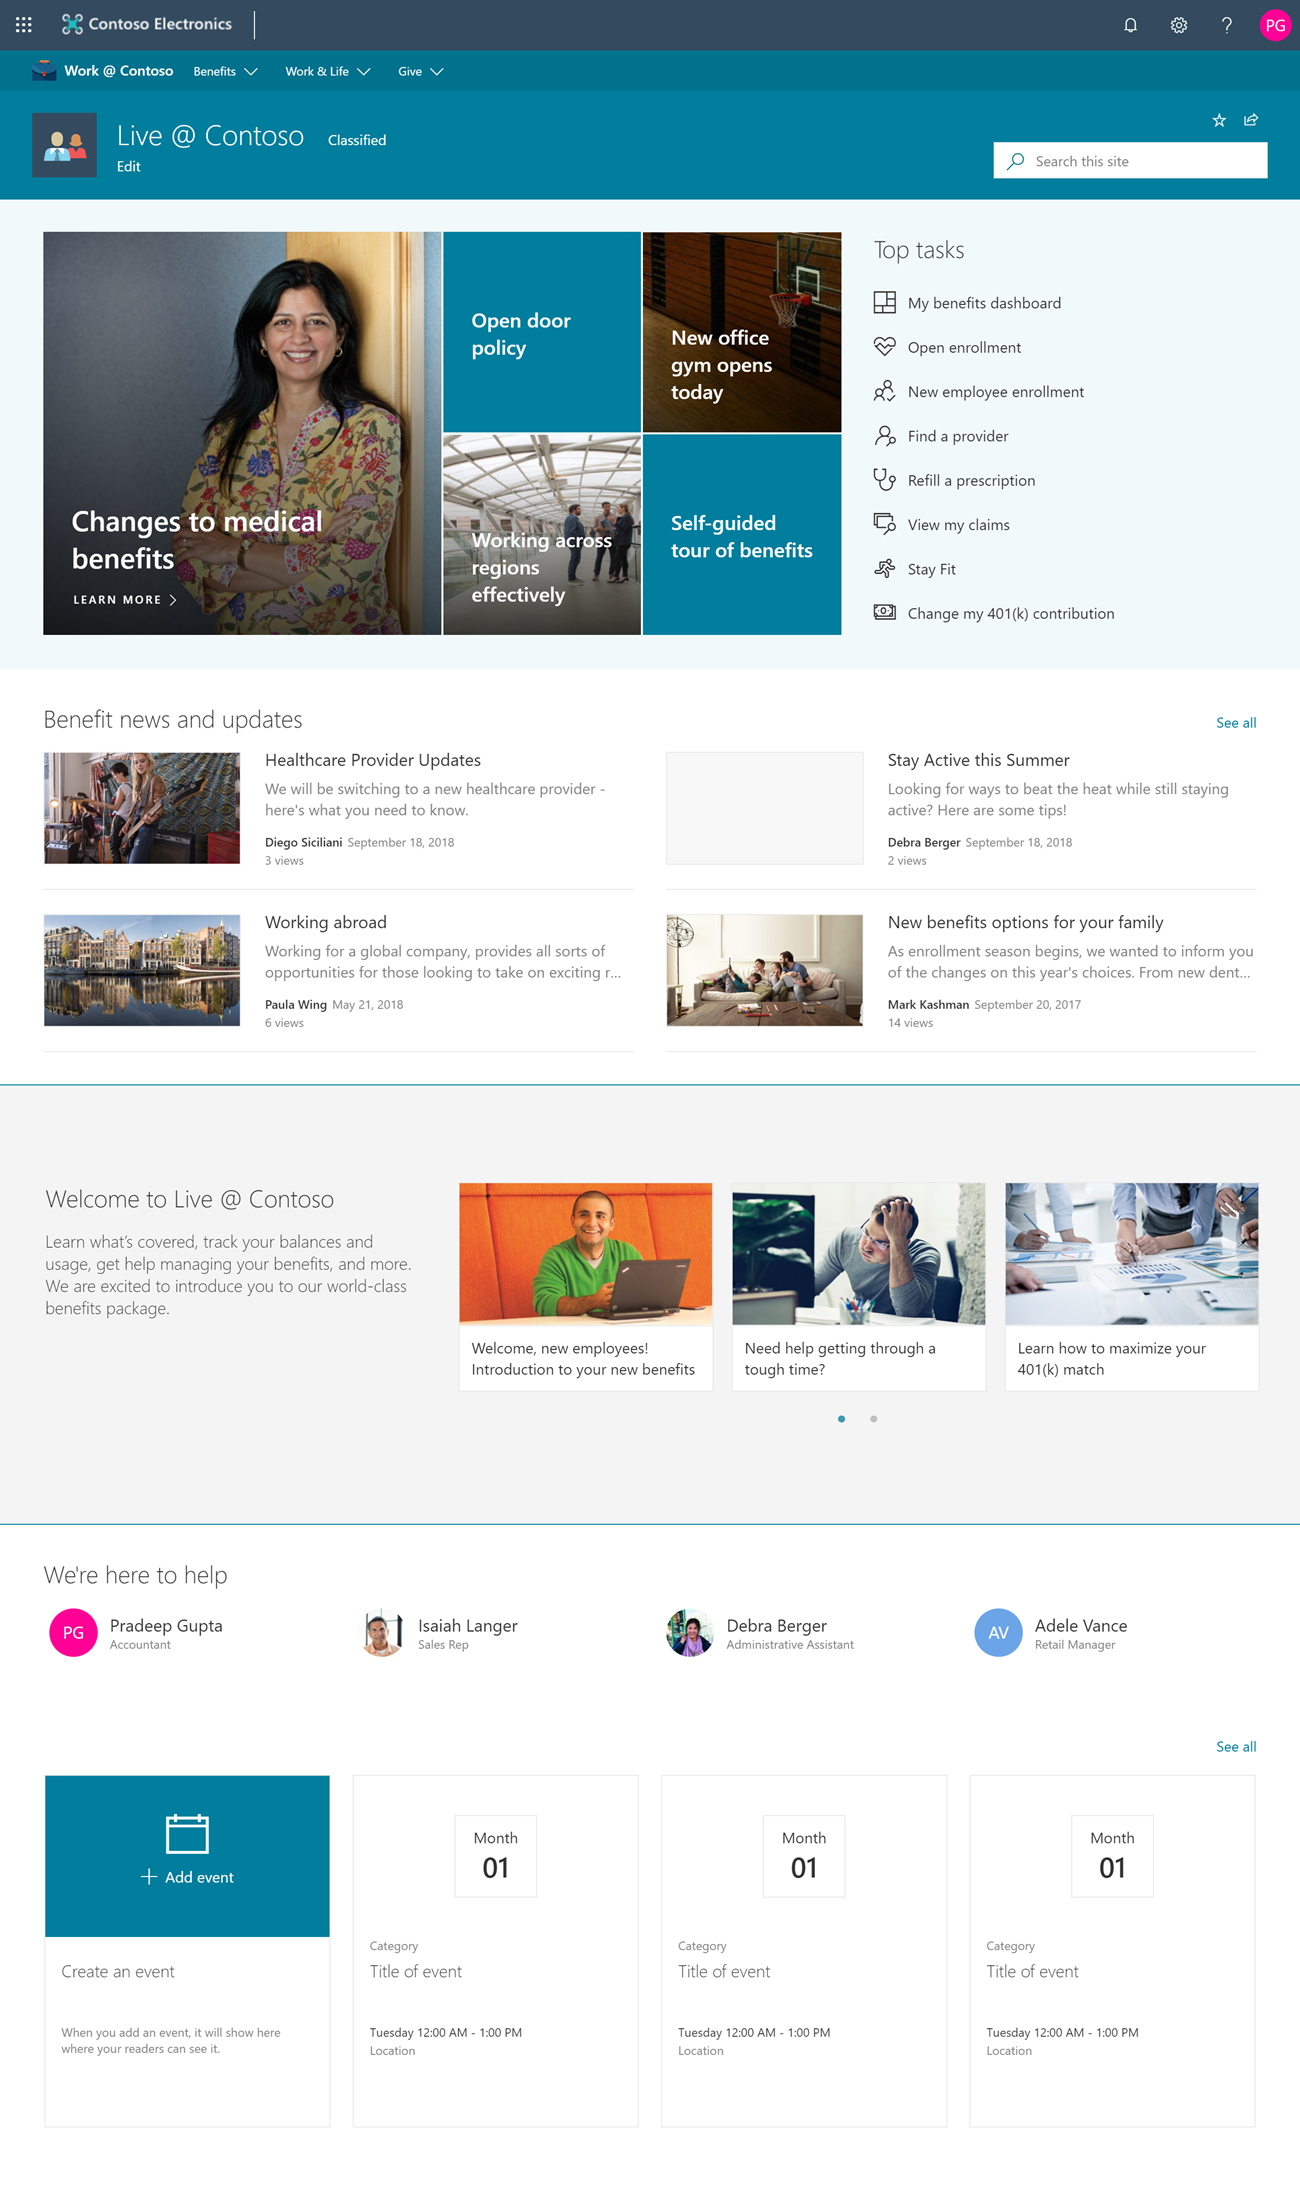 Contoso Electronics
PG
Work @ Contoso
Benefits
Work & Life
Give
Live @ Contoso
Classified
Edit
Search this site
Changes to medical
benefits
LEARN MORE
Open door
policy
New office
gym opens
today
Working across
regions
effectively
Self-guided
tour of benefits
Top tasks
My benefits dashboard
Open enrollment
New employee enrollment
Find a provider
Refill a prescription
View my claims
Stay Fit
Change my 401(k) contribution
Benefit news and updates
See all
Healthcare Provider Updates
We will be switching to a new healthcare provider -
here's what you need to know.
Diego Siciliani September 18, 2018
3 views
Stay Active this Summer
Looking for ways to beat the heat while still staying
active? Here are some tips!
Debra Berger September 18, 2018
2 views
Working abroad
Working for a global company, provides all sorts of
opportunities for those looking to take on exciting r...
Paula Wing May 21, 2018
6 views
New benefits options for your family
As enrollment season begins, we wanted to inform you
of the changes on this year's choices. From new dent...
Mark Kashman September 20, 2017
14 views
Welcome to Live @ Contoso
Learn what’s covered, track your balances and
usage, get help managing your benefits, and more.
We are excited to introduce you to our world-class
benefits package.
Welcome, new employees!
Introduction to your new benefits
Need help getting through a
tough time?
Learn how to maximize your
401(k) match
We're here to help
PG
Pradeep Gupta
Accountant
Isaiah Langer
Sales Rep
Debra Berger
Administrative Assistant
AV
Adele Vance
Retail Manager
See all
+ Add event
Create an event
When you add an event, it will show here
where your readers can see it.
Month
01
Category
Title of event
Tuesday 12:00 AM - 1:00 PM
Location
Month
01
Category
Title of event
Tuesday 12:00 AM - 1:00 PM
Location
Month
01
Category
Title of event
Tuesday 12:00 AM - 1:00 PM
Location